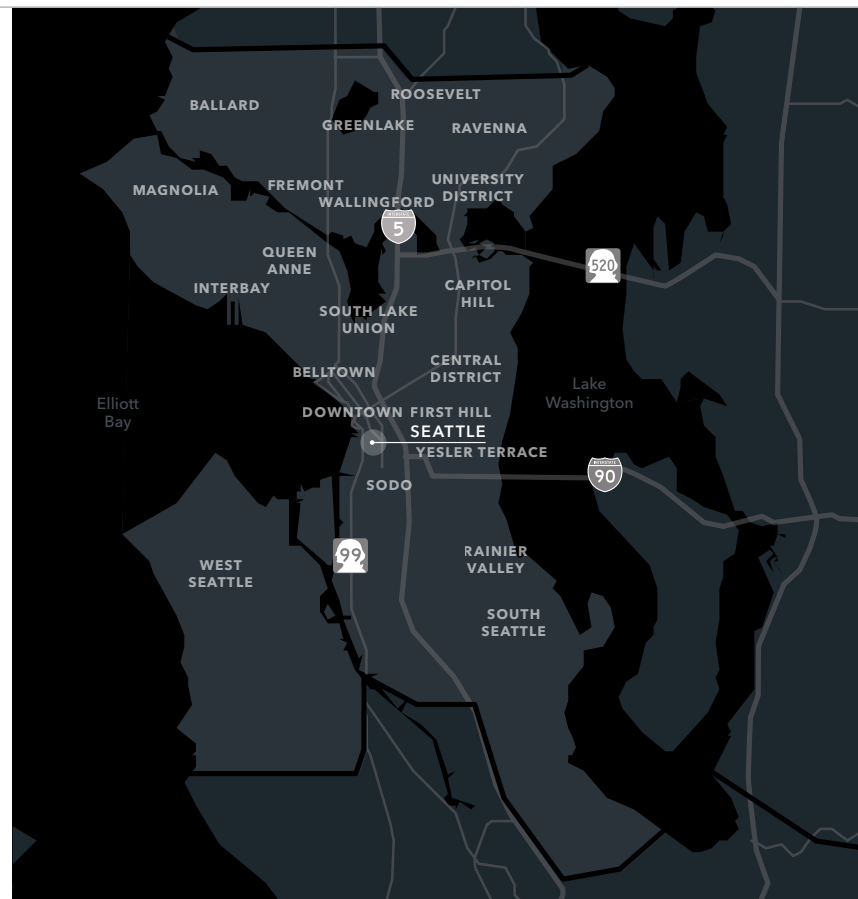 ROOSEVELT
BALLARD
GREENLAKE
RAVENNA
UNIVERSITY
DISTRICT
MAGNOLIA
FREMONT
WALLINGFORD
INTERSTATE
5
QUEEN
ANNE
520
INTERBAY
CAPITOL
HILL
SOUTH LAKE
UNION
CENTRAL
DISTRICT
BELLTOWN
Lake
Washington
Elliott
Bay
DOWNTOWN
FIRST HILL
SEATTLE
YESLER TERRACE
INTERSTATE
90
SODO
99
RAINIER
VALLEY
WEST
SEATTLE
SOUTH
SEATTLE